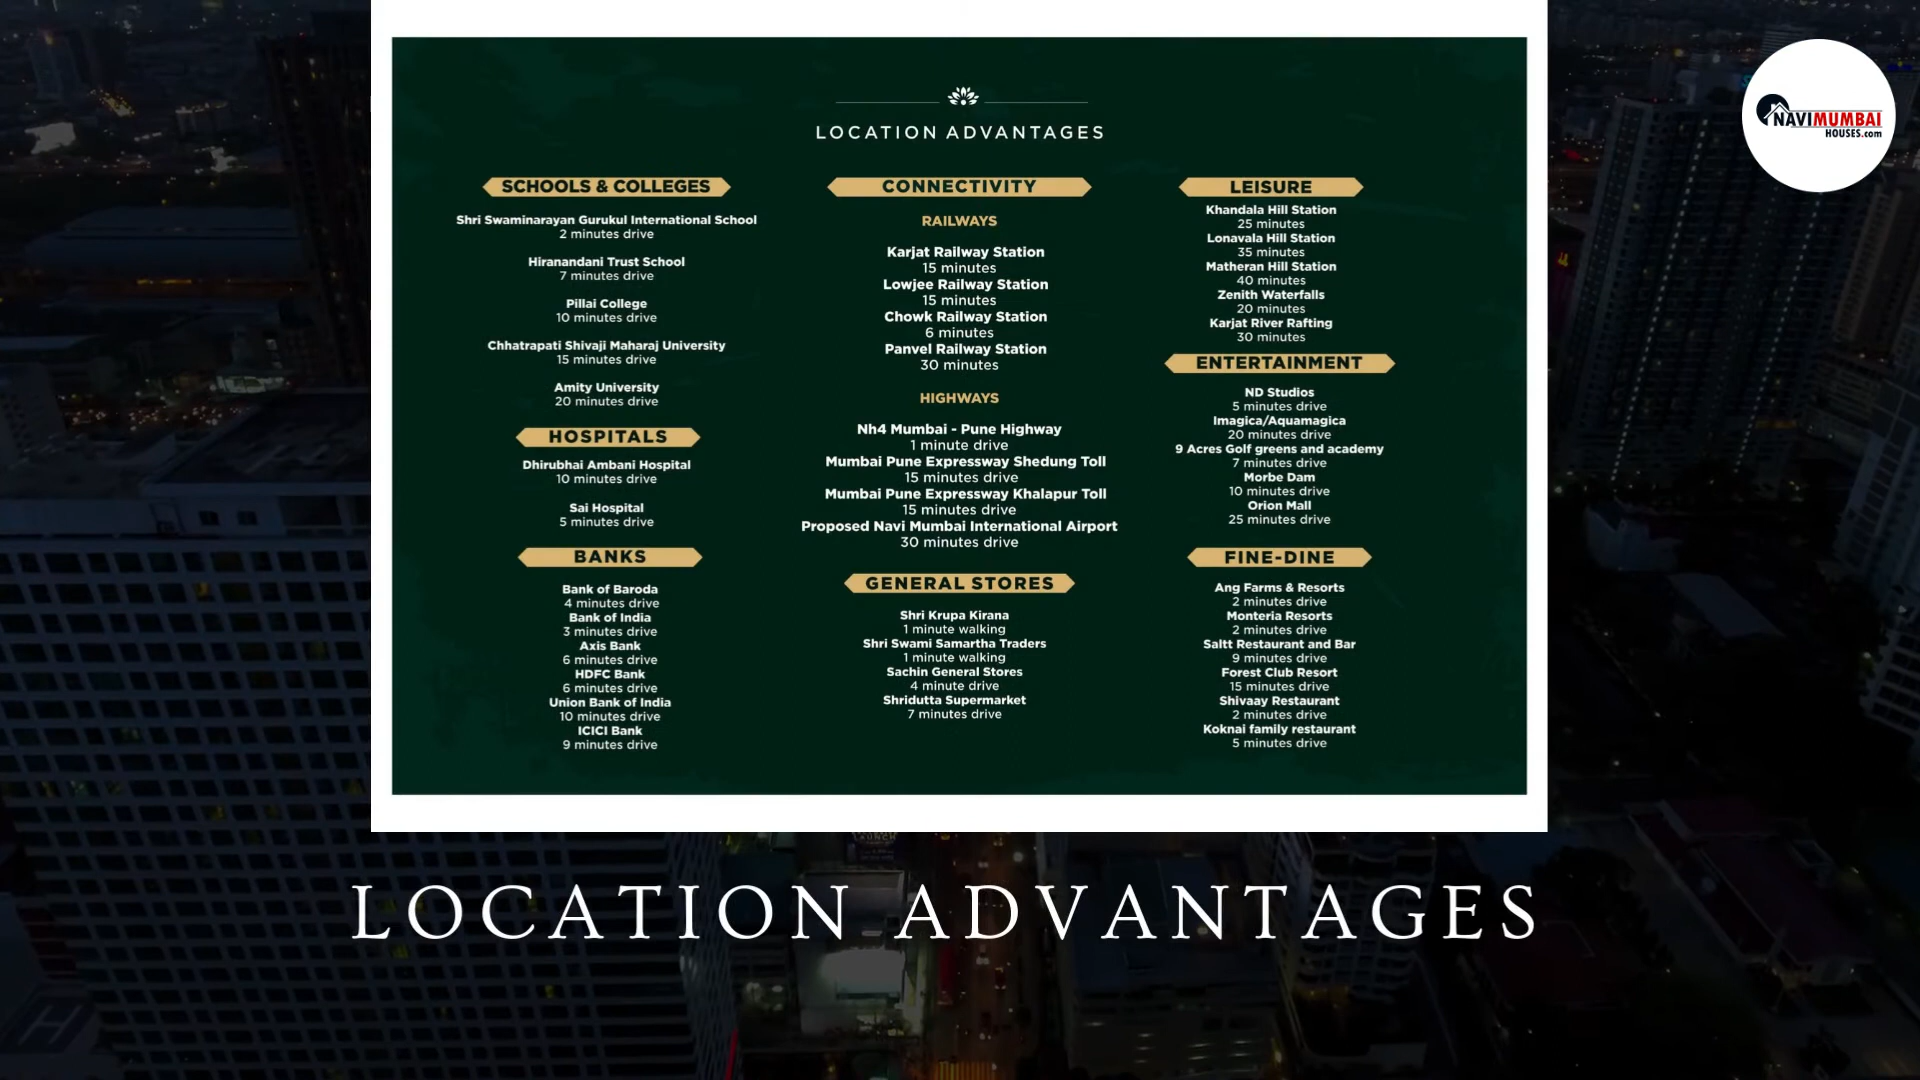 LOCATION ADVANTAGES
SCHOOLS & COLLEGES
Shri Swaminarayan Gurukul International School
2 minutes drive
Hiranandani Trust School
7 minutes drive
Pillai College
10 minutes drive
Chhatrapati Shivaji Maharaj University
15 minutes drive
Amity University
20 minutes drive
HOSPITALS
Dhirubhai Ambani Hospital
10 minutes drive
Sai Hospital
5 minutes drive
BANKS
Bank of Baroda
4 minutes drive
Bank of India
3 minutes drive
Axis Bank
6 minutes drive
HDFC Bank
6 minutes drive
Union Bank of India
10 minutes drive
ICICI Bank
9 minutes drive
CONNECTIVITY
RAILWAYS
Karjat Railway Station
15 minutes
Lowjee Railway Station
15 minutes
Chowk Railway Station
6 minutes
Panvel Railway Station
30 minutes
HIGHWAYS
Nh4 Mumbai - Pune Highway
1 minute drive
Mumbai Pune Expressway Shedung Toll
15 minutes drive
Mumbai Pune Expressway Khalapur Toll
15 minutes drive
Proposed Navi Mumbai International Airport
30 minutes drive
GENERAL STORES
Shri Krupa Kirana
1 minute walking
Shri Swami Samartha Traders
1 minute walking
Sachin General Stores
4 minute drive
Shridutta Supermarket
7 minutes drive
LEISURE
Khandala Hill Station
25 minutes
Lonavala Hill Station
35 minutes
Matheran Hill Station
40 minutes
Zenith Waterfalls
20 minutes
Karjat River Rafting
30 minutes
ENTERTAINMENT
ND Studios
5 minutes drive
Imagica/Aquamagica
20 minutes drive
9 Acres Golf greens and academy
7 minutes drive
Morbe Dam
10 minutes drive
Orion Mall
25 minutes drive
FINE-DINE
Ang Farms & Resorts
2 minutes drive
Monteria Resorts
2 minutes drive
Saltt Restaurant and Bar
9 minutes drive
Forest Club Resort
15 minutes drive
Shivaay Restaurant
2 minutes drive
Koknai family restaurant
5 minutes drive
NAVIMUMBAI
HOUSES.com
LOCATION ADVANTAGES